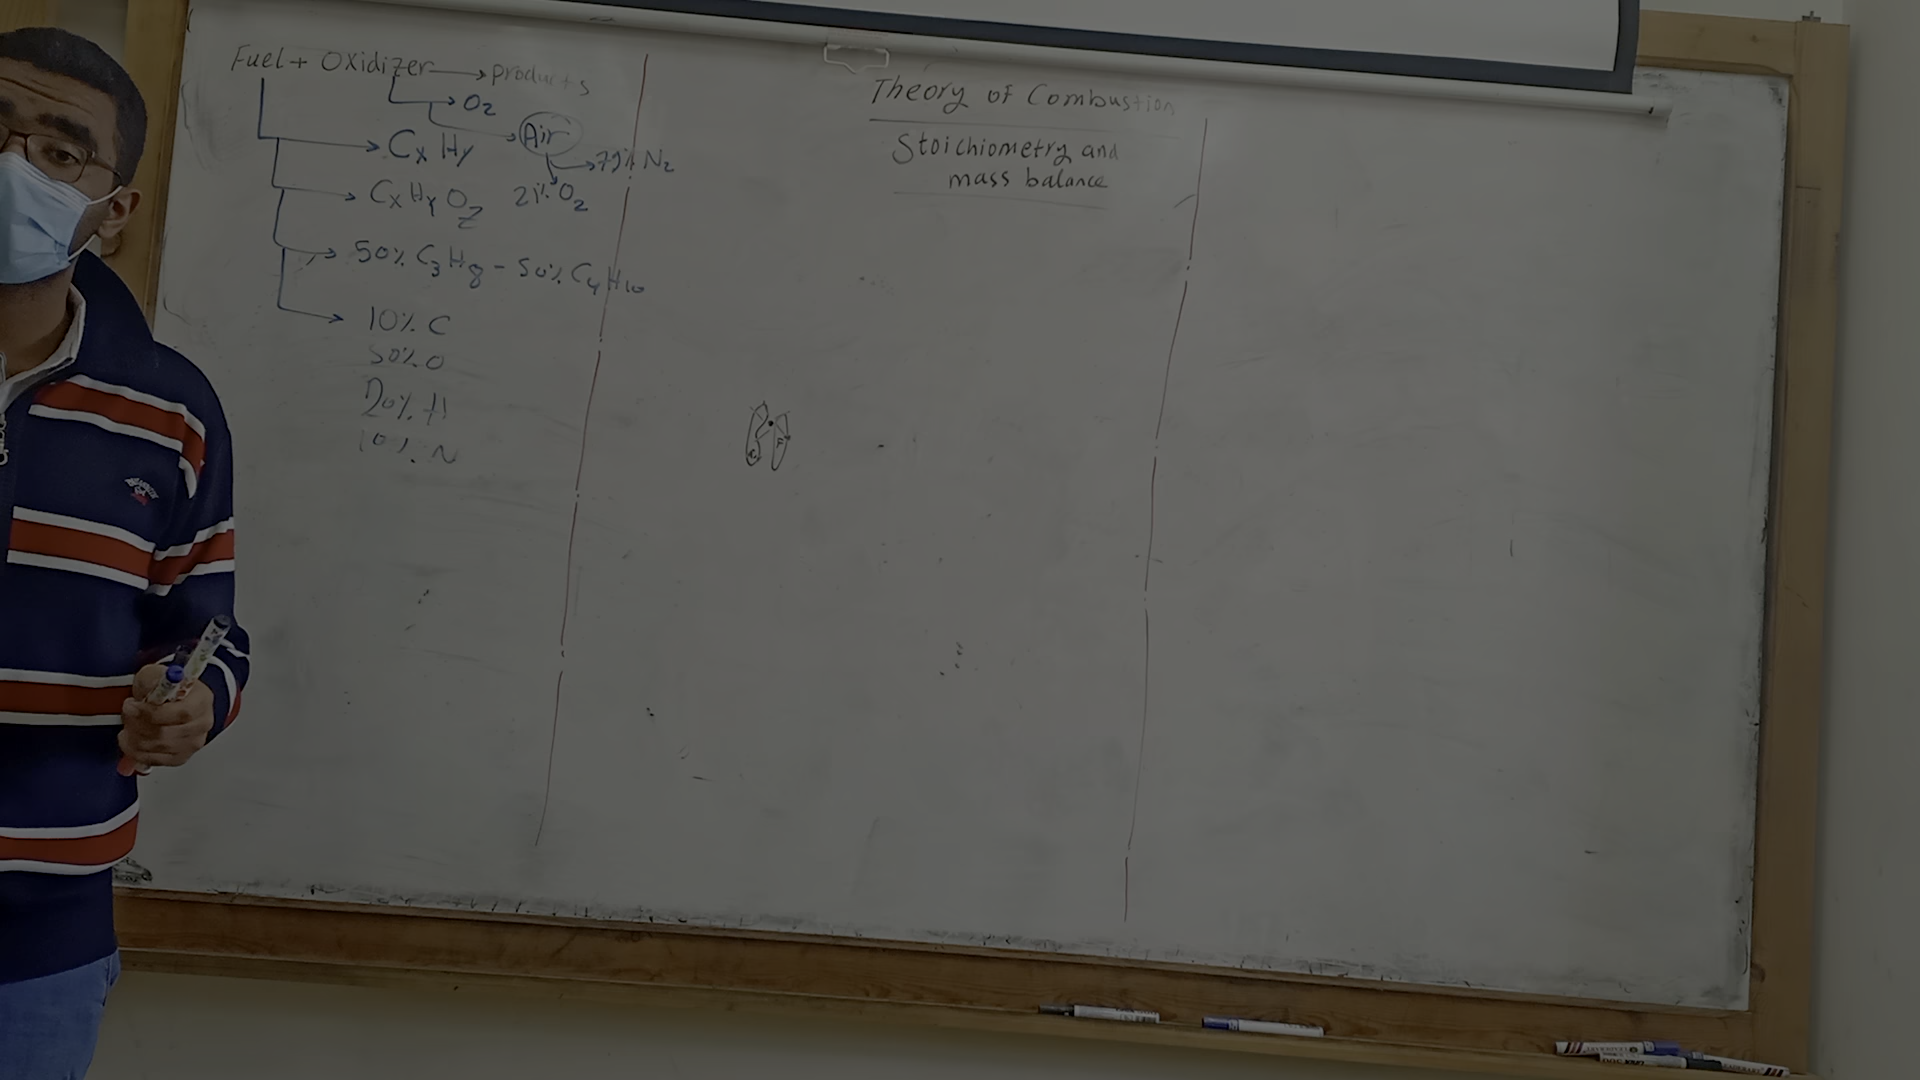 Fuel + Oxidizer → products
→ O2
→ Air
→ 79% N2
21% O2
→ CxHy
→ CxHyOz
→ 50% C3H8 - 50% C4H10
→ 10% C
50% O
20% H
10% N
Theory of Combustion
Stoichiometry and
mass balance